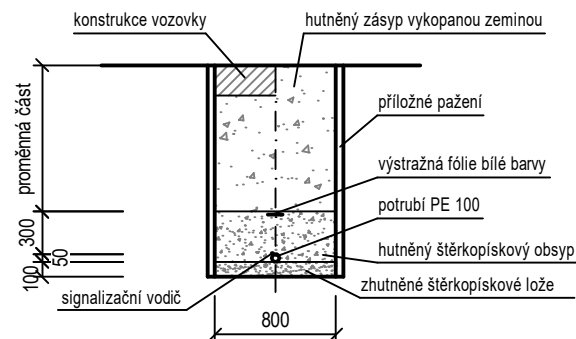 konstrukce vozovky
hutněný zásyp vykopanou zeminou
příložné pažení
proměnná část
výstražná fólie bílé barvy
potrubí PE 100
300
hutněný štěrkopískový obsyp
50
100
zhutněné štěrkopískové lože
signalizační vodič
800